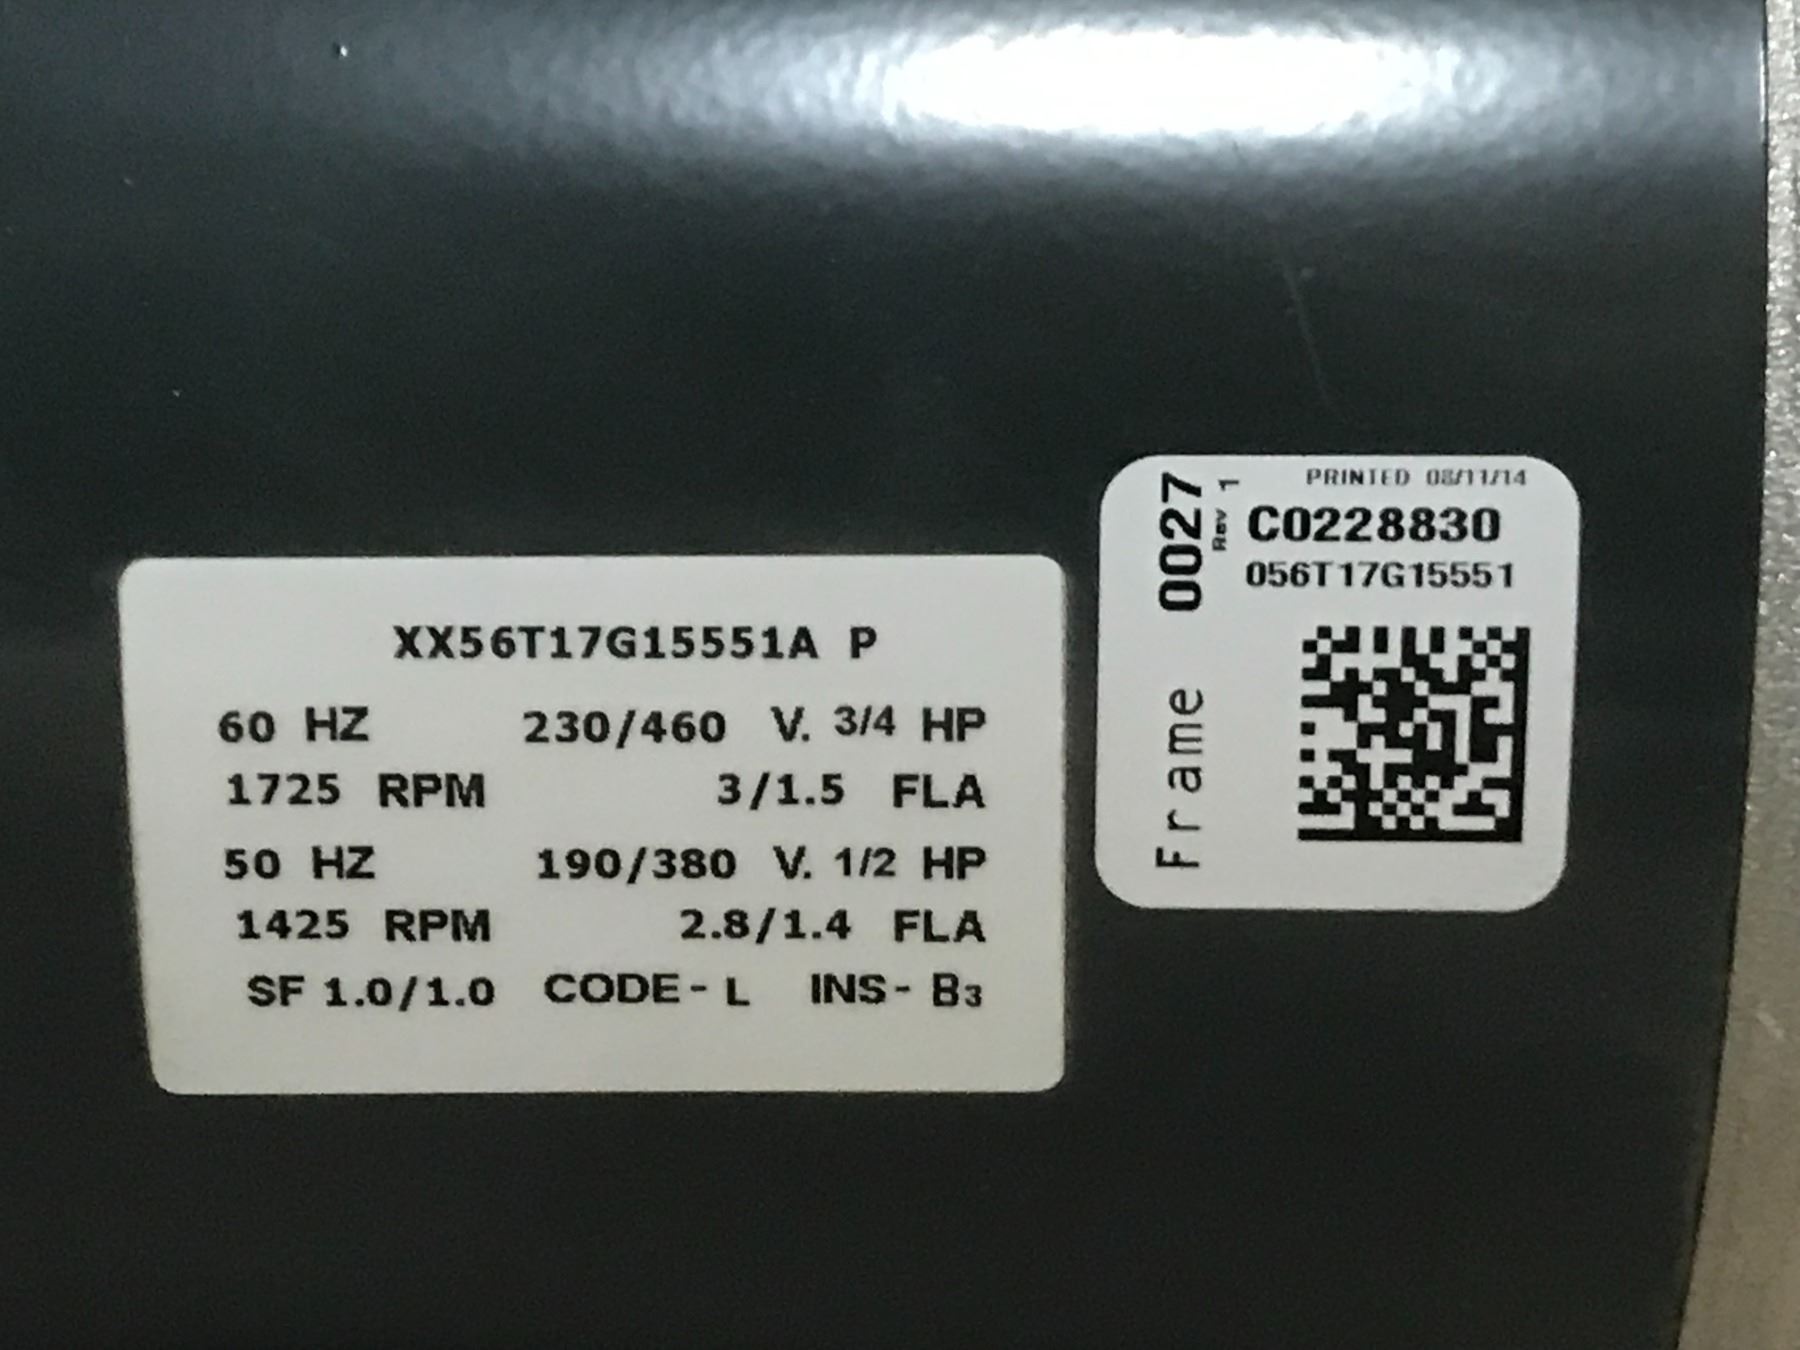 XX56T17G15551A P
60 HZ 230/460 V. 3/4 HP
1725 RPM 3/1.5 FLA
50 HZ 190/380 V. 1/2 HP
1425 RPM 2.8/1.4 FLA
SF 1.0/1.0 CODE-L INS-B3
Frame 0027
Rev 1
PRINTED 08/11/14
C0228830
056T17G15551